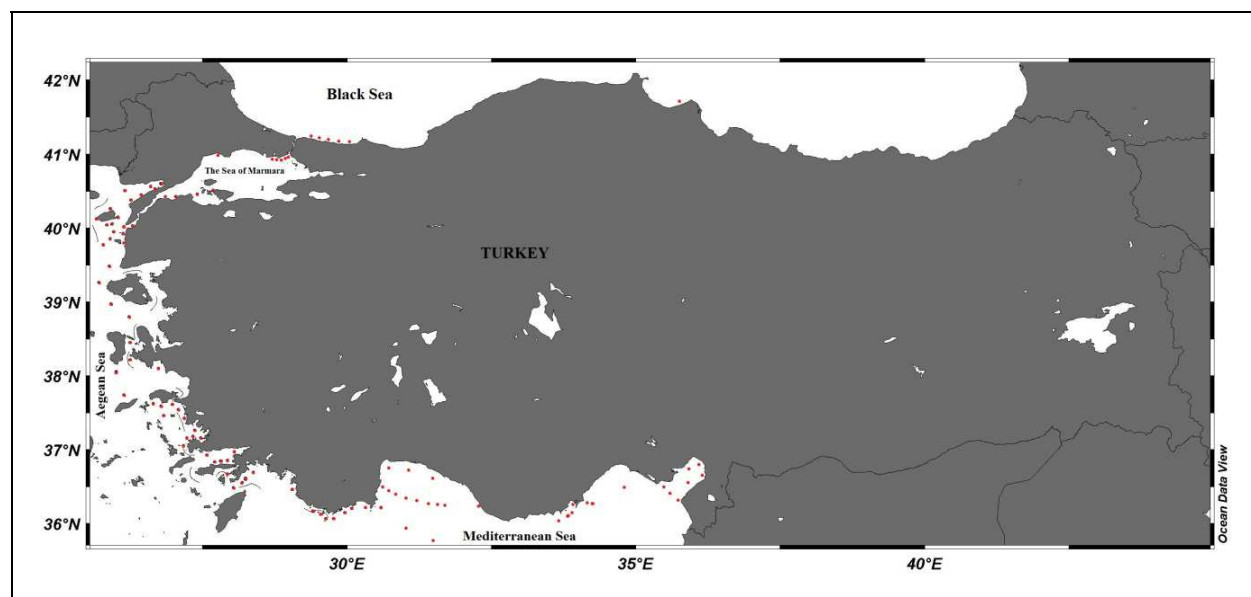 42°N
Black Sea
41°N
The Sea of Marmara
40°N
TURKEY
39°N
38°N
Aegean Sea
37°N
36°N
Mediterranean Sea
Ocean Data View
30°E
35°E
40°E